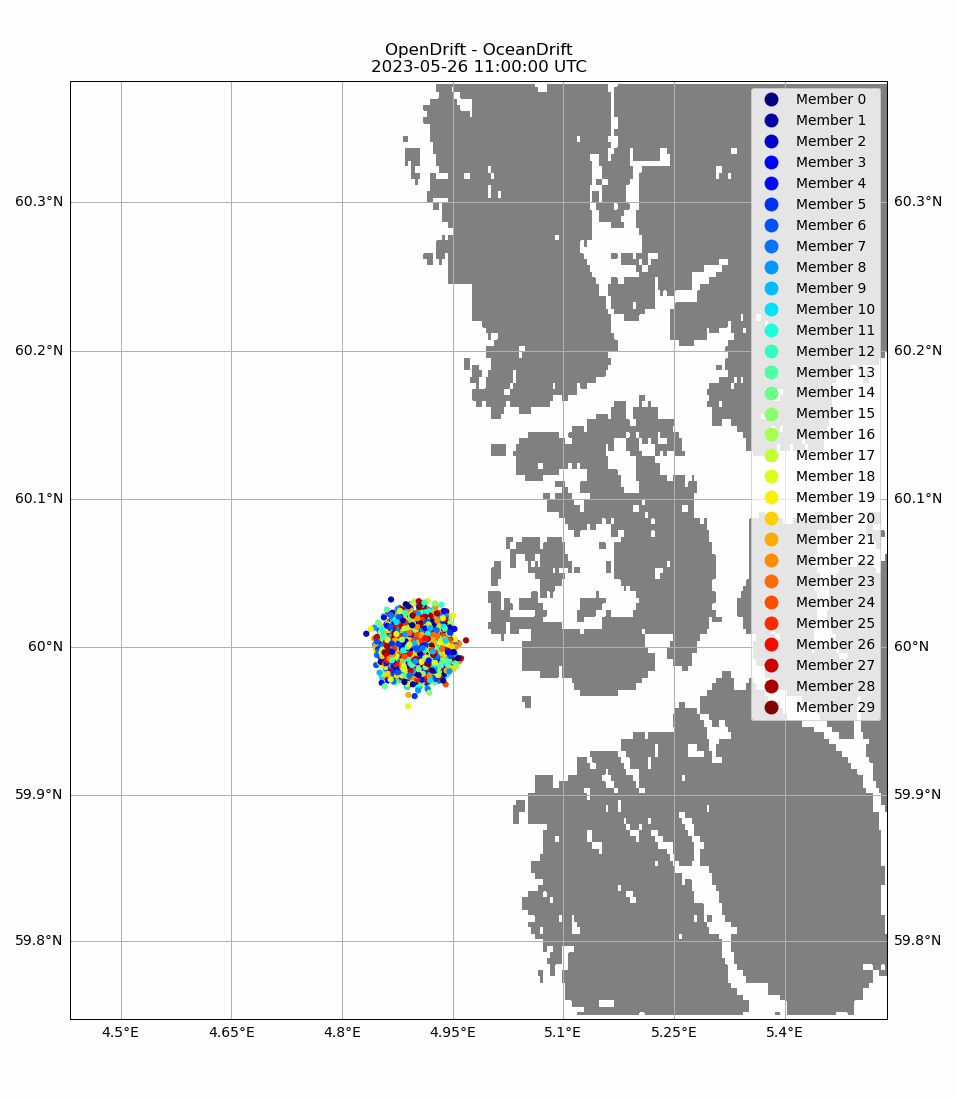 OpenDrift - OceanDrift
2023-05-26 11:00:00 UTC
Member 0
Member 1
Member 2
Member 3
Member 4
Member 5
Member 6
Member 7
Member 8
Member 9
Member 10
Member 11
Member 12
Member 13
Member 14
Member 15
Member 16
Member 17
Member 18
Member 19
Member 20
Member 21
Member 22
Member 23
Member 24
Member 25
Member 26
Member 27
Member 28
Member 29
60.3°N 60.3°N
60.2°N 60.2°N
60.1°N 60.1°N
60°N 60°N
59.9°N 59.9°N
59.8°N 59.8°N
4.5°E 4.65°E 4.8°E 4.95°E 5.1°E 5.25°E 5.4°E